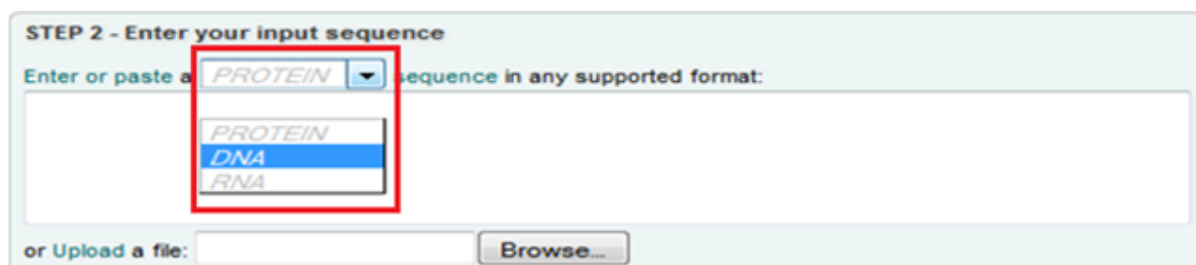 STEP 2 - Enter your input sequence
Enter or paste a PROTEIN sequence in any supported format:
PROTEIN
DNA
RNA
or Upload a file: Browse...